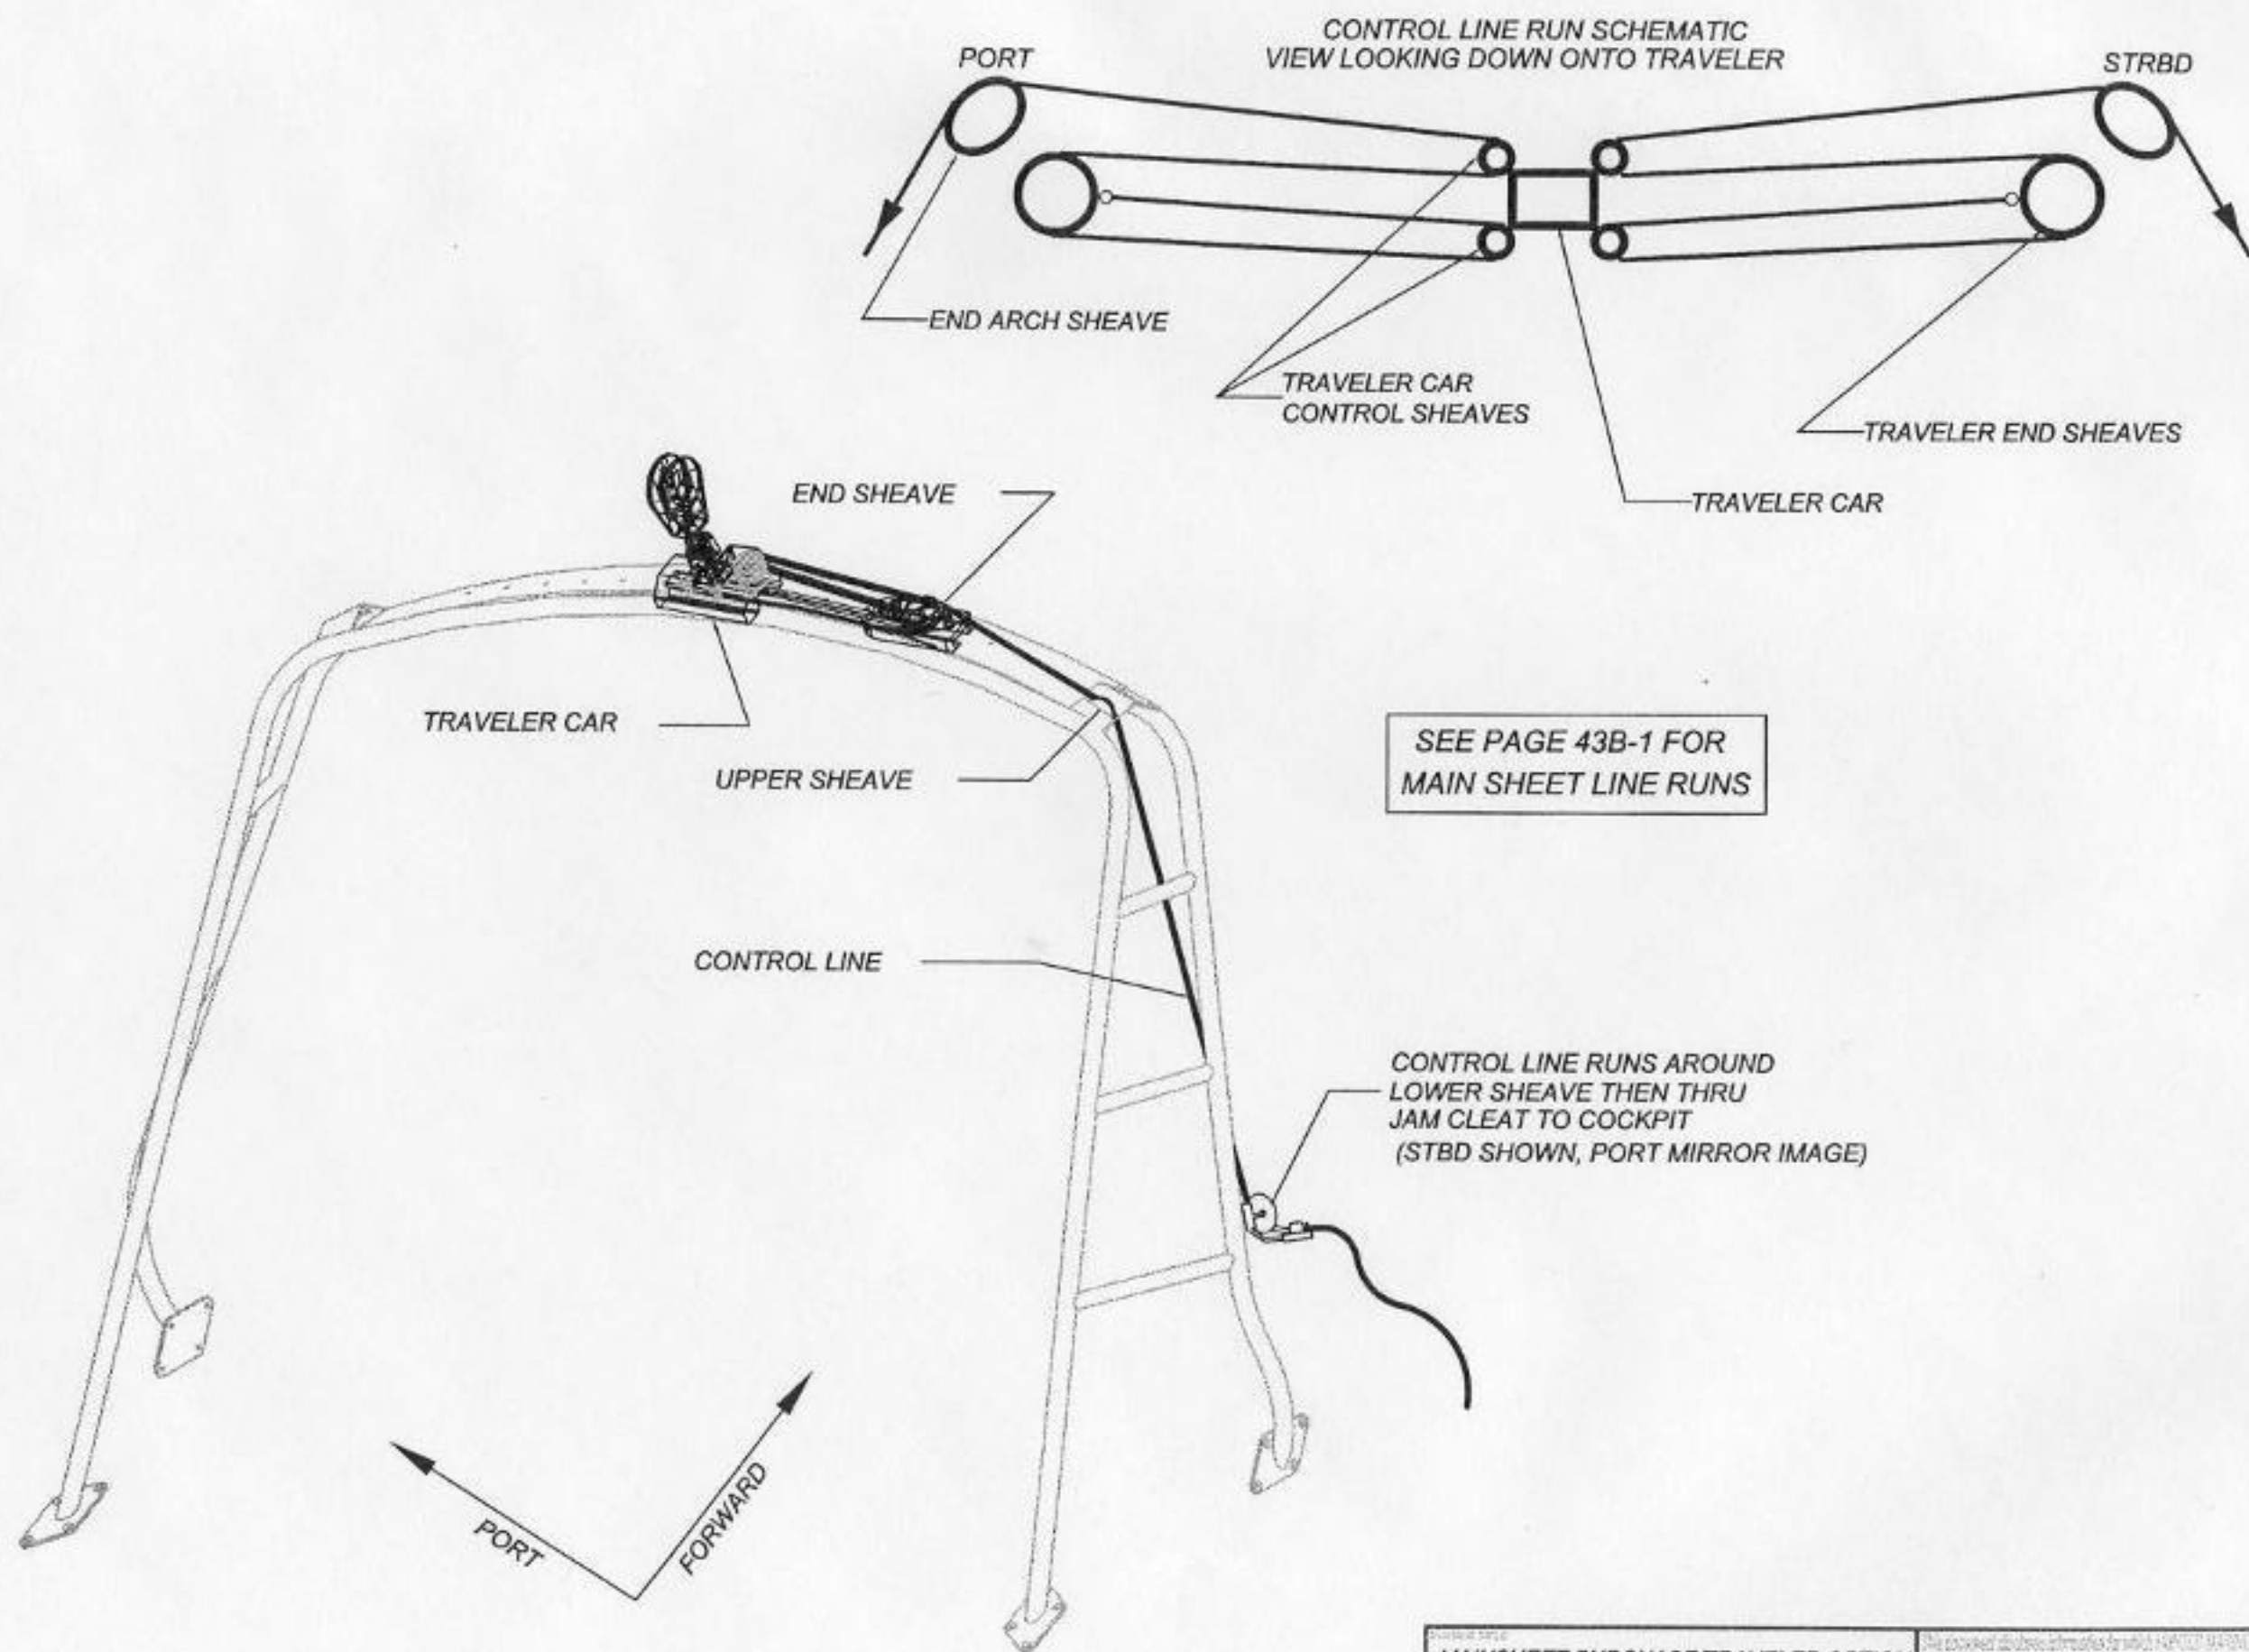 CONTROL LINE RUN SCHEMATIC
VIEW LOOKING DOWN ONTO TRAVELER
PORT
STRBD
END ARCH SHEAVE
TRAVELER CAR
CONTROL SHEAVES
TRAVELER END SHEAVES
TRAVELER CAR
END SHEAVE
TRAVELER CAR
UPPER SHEAVE
SEE PAGE 43B-1 FOR
MAIN SHEET LINE RUNS
CONTROL LINE
CONTROL LINE RUNS AROUND
LOWER SHEAVE THEN THRU
JAM CLEAT TO COCKPIT
(STBD SHOWN, PORT MIRROR IMAGE)
PORT
FORWARD